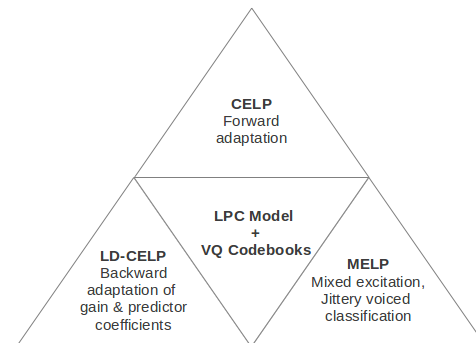 CELP
Forward
adaptation
LPC Model
+
VQ Codebooks
LD-CELP
Backward
adaptation of
gain & predictor
coefficients
MELP
Mixed excitation,
Jittery voiced
classification